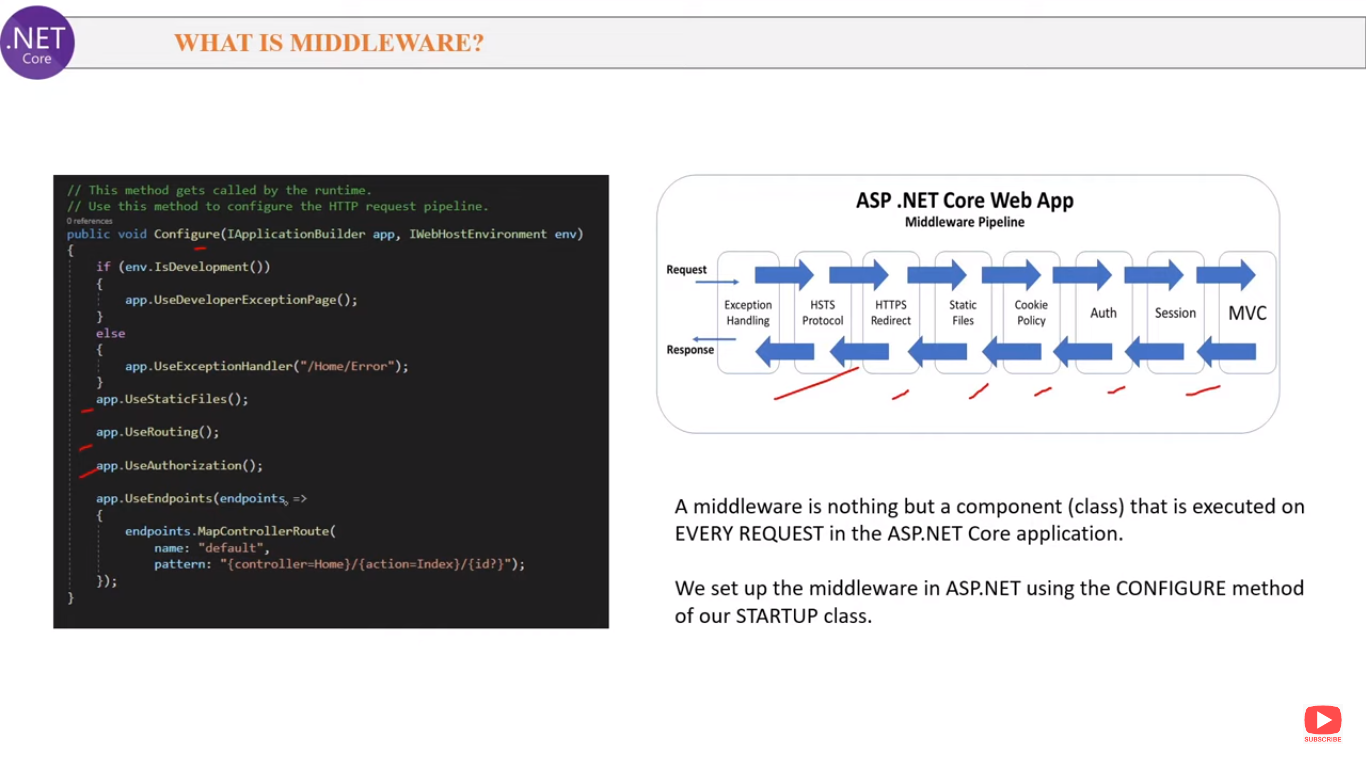 .NET
Core
WHAT IS MIDDLEWARE?
// This method gets called by the runtime.
// Use this method to configure the HTTP request pipeline.
0 references
public void Configure(IApplicationBuilder app, IWebHostEnvironment env)
{
if (env.IsDevelopment())
{
app.UseDeveloperExceptionPage();
}
else
{
app.UseExceptionHandler("/Home/Error");
}
app.UseStaticFiles();
app.UseRouting();
app.UseAuthorization();
app.UseEndpoints(endpoints =>
{
endpoints.MapControllerRoute(
name: "default",
pattern: "{controller=Home}/{action=Index}/{id?}");
});
}
ASP .NET Core Web App
Middleware Pipeline
Request
Response
Exception
Handling
HSTS
Protocol
HTTPS
Redirect
Static
Files
Cookie
Policy
Auth
Session
MVC
A middleware is nothing but a component (class) that is executed on
EVERY REQUEST in the ASP.NET Core application.
We set up the middleware in ASP.NET using the CONFIGURE method
of our STARTUP class.
SUBSCRIBE